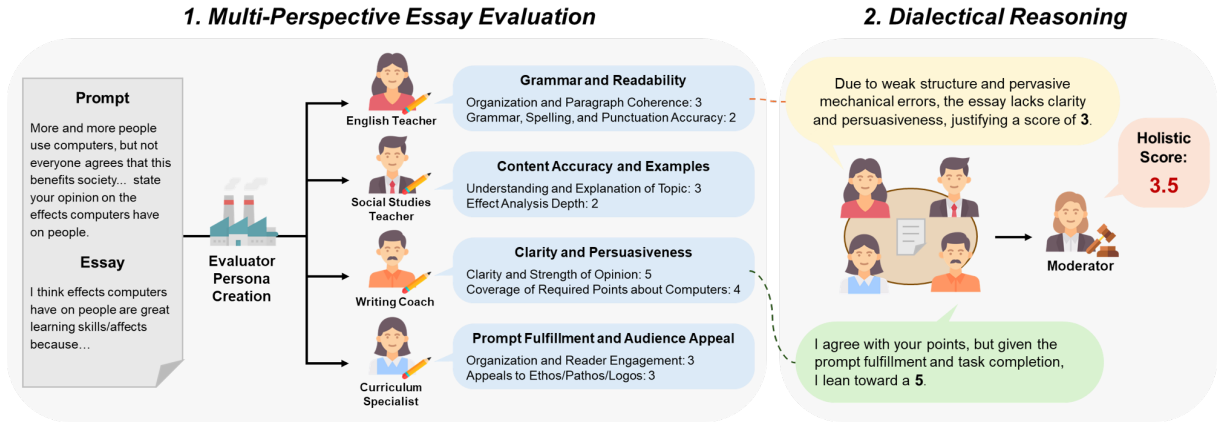 1. Multi-Perspective Essay Evaluation
Prompt
More and more people
use computers, but not
everyone agrees that this
benefits society... state
your opinion on the
effects computers have
on people.
Essay
I think effects computers
have on people are great
learning skills/affects
because…
Evaluator
Persona
Creation
English Teacher
Grammar and Readability
Organization and Paragraph Coherence: 3
Grammar, Spelling, and Punctuation Accuracy: 2
Social Studies
Teacher
Content Accuracy and Examples
Understanding and Explanation of Topic: 3
Effect Analysis Depth: 2
Writing Coach
Clarity and Persuasiveness
Clarity and Strength of Opinion: 5
Coverage of Required Points about Computers: 4
Curriculum
Specialist
Prompt Fulfillment and Audience Appeal
Organization and Reader Engagement: 3
Appeals to Ethos/Pathos/Logos: 3
2. Dialectical Reasoning
Due to weak structure and pervasive
mechanical errors, the essay lacks clarity
and persuasiveness, justifying a score of 3.
Holistic
Score:
3.5
Moderator
I agree with your points, but given the
prompt fulfillment and task completion,
I lean toward a 5.